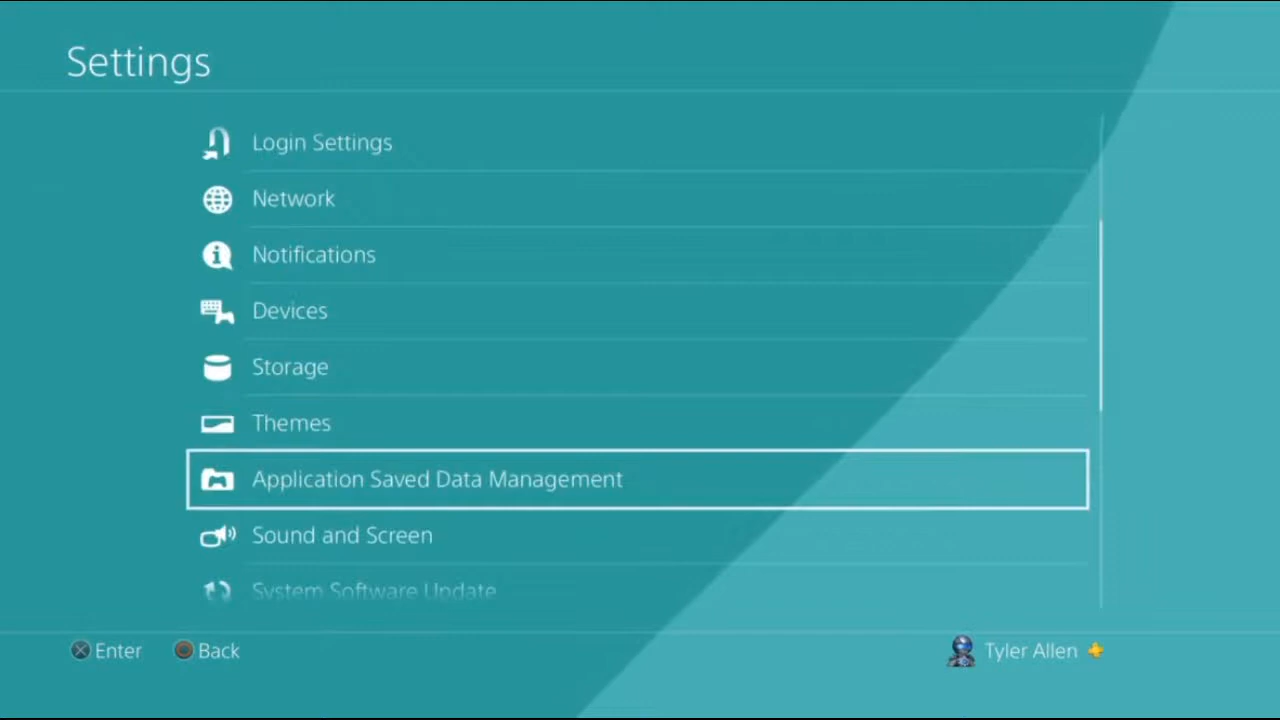 Settings
Login Settings
Network
Notifications
Devices
Storage
Themes
Application Saved Data Management
Sound and Screen
System Software Update
Enter
Back
Tyler Allen